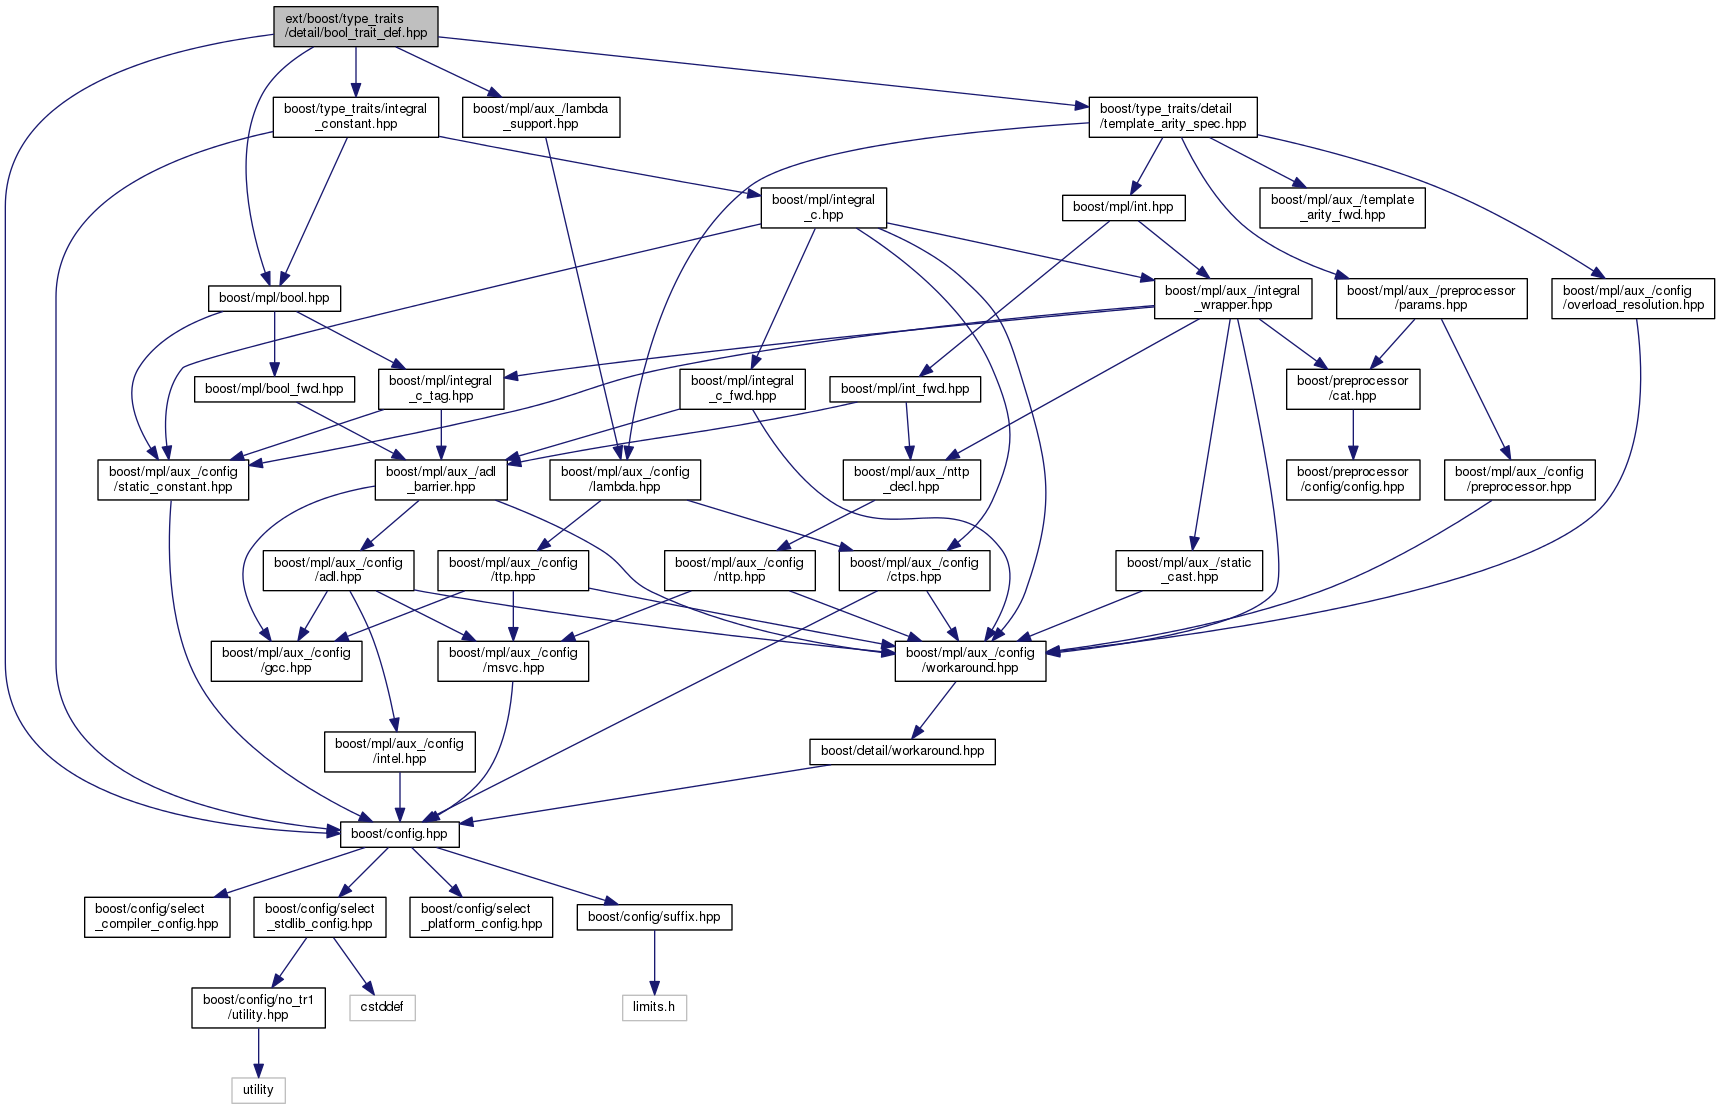 ext/boost/type_traits
/detail/bool_trait_def.hpp
boost/type_traits/integral
_constant.hpp
boost/mpl/aux_/lambda
_support.hpp
boost/type_traits/detail
/template_arity_spec.hpp
boost/mpl/integral
_c.hpp
boost/mpl/int.hpp
boost/mpl/aux_/template
_arity_fwd.hpp
boost/mpl/bool.hpp
boost/mpl/aux_/integral
_wrapper.hpp
boost/mpl/aux_/preprocessor
/params.hpp
boost/mpl/aux_/config
/overload_resolution.hpp
boost/mpl/bool_fwd.hpp
boost/mpl/integral
_c_tag.hpp
boost/mpl/integral
_c_fwd.hpp
boost/mpl/int_fwd.hpp
boost/preprocessor
/cat.hpp
boost/mpl/aux_/config
/static_constant.hpp
boost/mpl/aux_/adl
_barrier.hpp
boost/mpl/aux_/config
/lambda.hpp
boost/mpl/aux_/nttp
_decl.hpp
boost/preprocessor
/config/config.hpp
boost/mpl/aux_/config
/preprocessor.hpp
boost/mpl/aux_/config
/adl.hpp
boost/mpl/aux_/config
/ttp.hpp
boost/mpl/aux_/config
/nttp.hpp
boost/mpl/aux_/config
/ctps.hpp
boost/mpl/aux_/static
_cast.hpp
boost/mpl/aux_/config
/gcc.hpp
boost/mpl/aux_/config
/msvc.hpp
boost/mpl/aux_/config
/workaround.hpp
boost/mpl/aux_/config
/intel.hpp
boost/detail/workaround.hpp
boost/config.hpp
boost/config/select
_compiler_config.hpp
boost/config/select
_stdlib_config.hpp
boost/config/select
_platform_config.hpp
boost/config/suffix.hpp
boost/config/no_tr1
/utility.hpp
cstddef
limits.h
utility